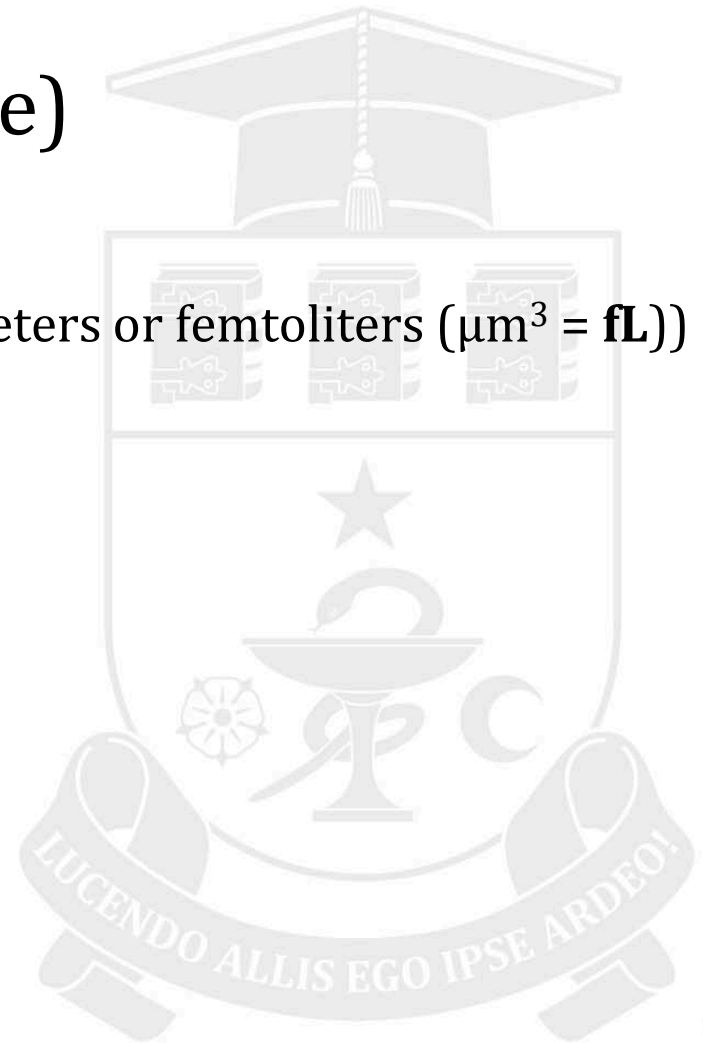 e)
eters or femtoliters (μm³ = fL))
LUCENDO ALLIS EGO IPSE ARDEO!